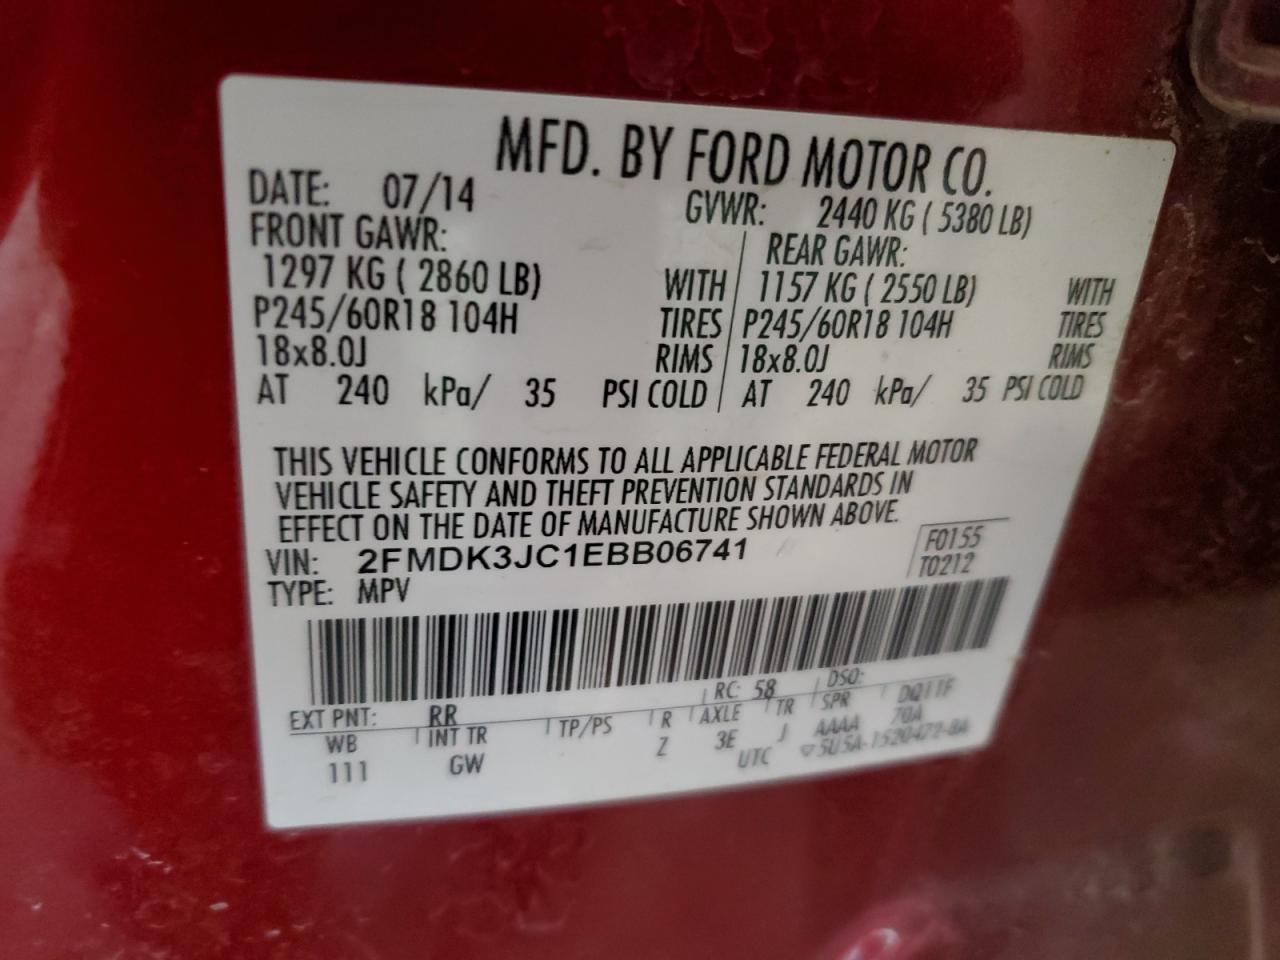 MFD. BY FORD MOTOR CO.
DATE: 07/14 GVWR: 2440 KG ( 5380 LB)
FRONT GAWR: REAR GAWR:
1297 KG ( 2860 LB) WITH 1157 KG ( 2550 LB) WITH
P245/60R18 104H TIRES P245/60R18 104H TIRES
18x8.0J RIMS 18x8.0J RIMS
AT 240 kPa/ 35 PSI COLD AT 240 kPa/ 35 PSI COLD
THIS VEHICLE CONFORMS TO ALL APPLICABLE FEDERAL MOTOR
VEHICLE SAFETY AND THEFT PREVENTION STANDARDS IN
EFFECT ON THE DATE OF MANUFACTURE SHOWN ABOVE.
VIN: 2FMDK3JC1EBB06741 F0155
TYPE: MPV T0212
EXT PNT: RR RC: 58 DSO:
WB INT TR TP/PS R AXLE TR SPR DQ11F
111 GW Z 3E J AAAA 70A
UTC ▽5U5A-1520472-BA